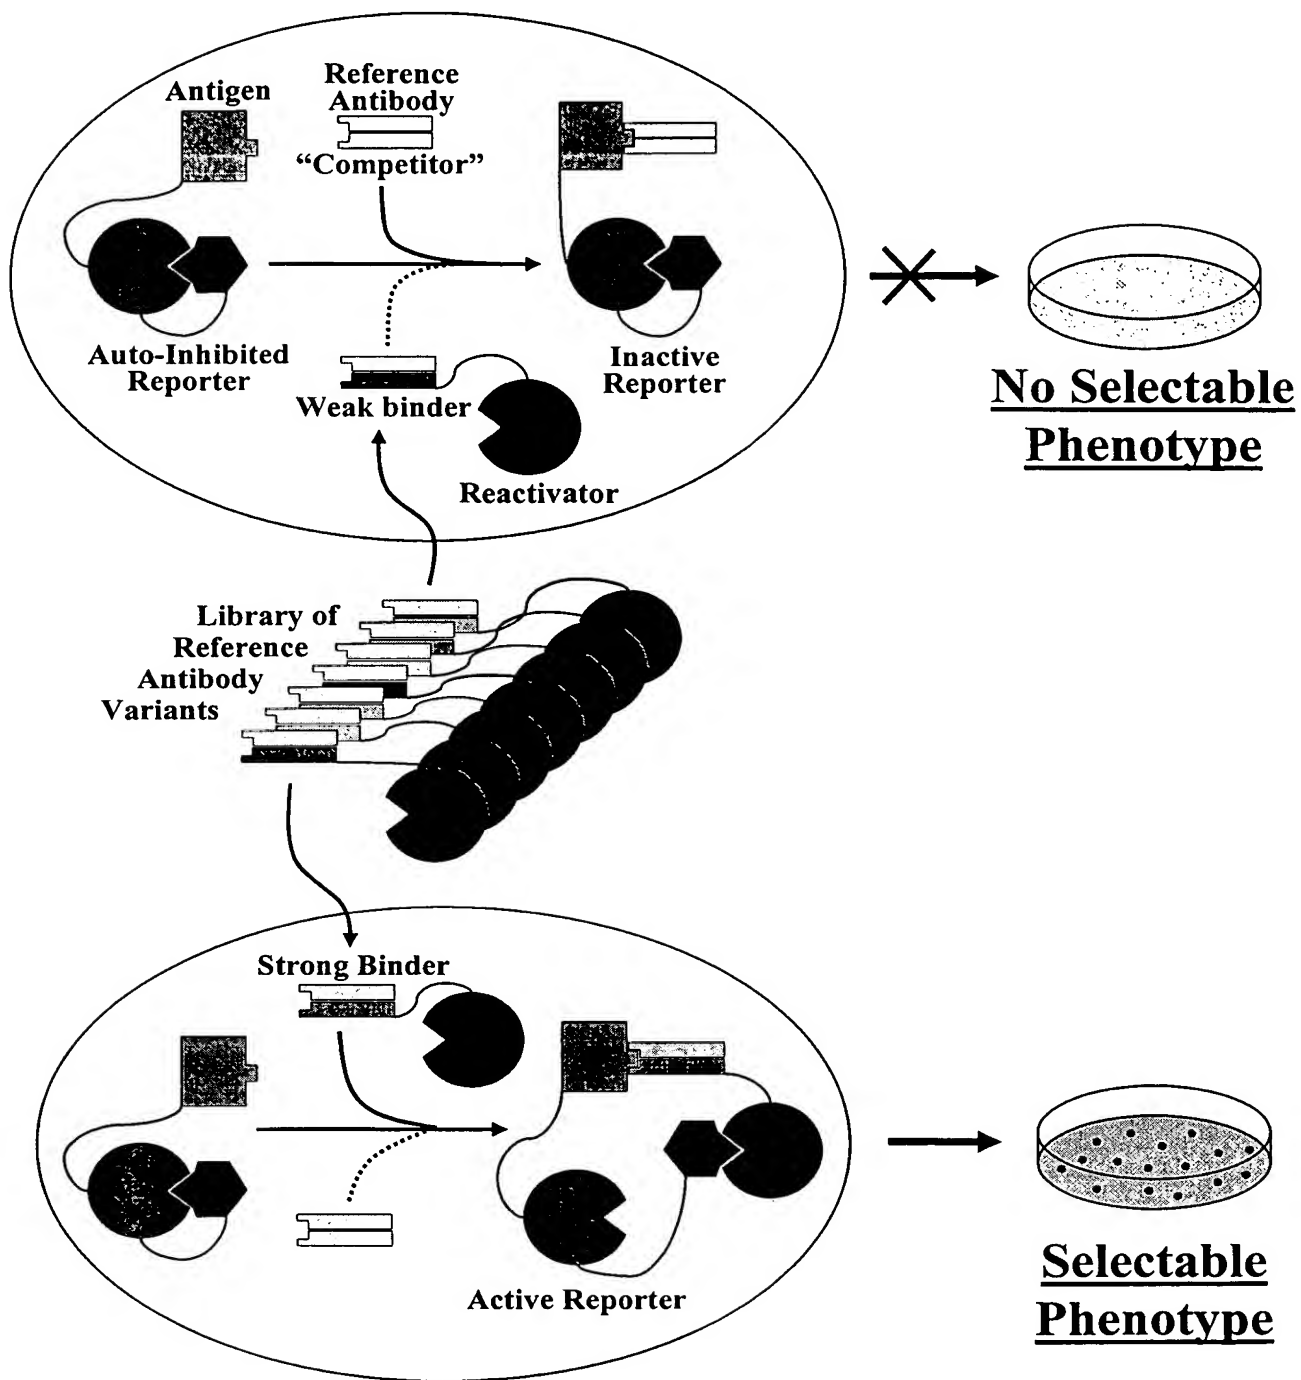 Antigen
Reference
Antibody
“Competitor”
Auto-Inhibited
Reporter
Weak binder
Reactivator
Inactive
Reporter
No Selectable
Phenotype
Library of
Reference
Antibody
Variants
Strong Binder
Active Reporter
Selectable
Phenotype